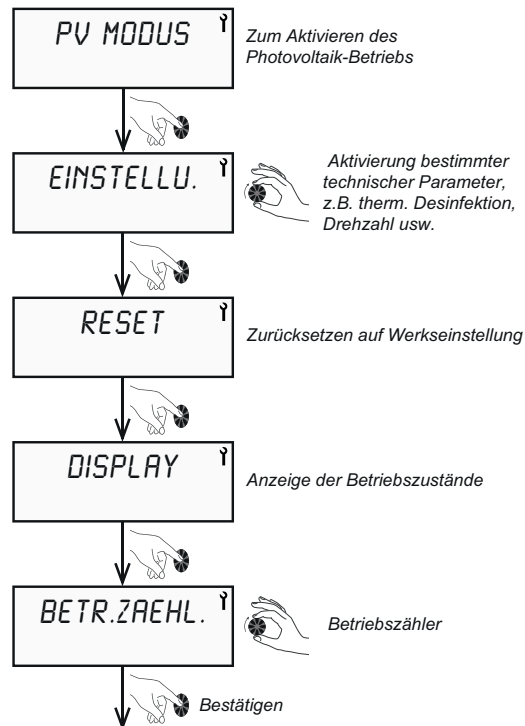 PV MODUS
Zum Aktivieren des
Photovoltaik-Betriebs
EINSTELLU.
Aktivierung bestimmter
technischer Parameter,
z.B. therm. Desinfektion,
Drehzahl usw.
RESET
Zurücksetzen auf Werkseinstellung
DISPLAY
Anzeige der Betriebszustände
BETR.ZAEHL.
Betriebszähler
Bestätigen